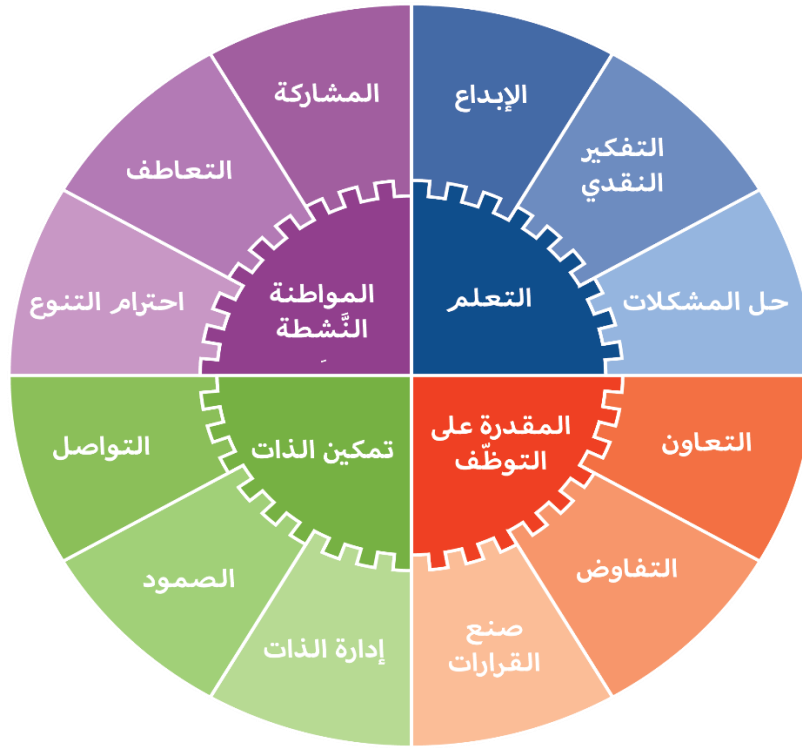 المشاركة
الإبداع
التعاطف
التفكير
النقدي
احترام التنوع
المواطنة
النَّشطة
التعلم
حل المشكلات
التواصل
تمكين الذات
المقدرة على
التوظّف
التعاون
الصمود
التفاوض
إدارة الذات
صنع
القرارات